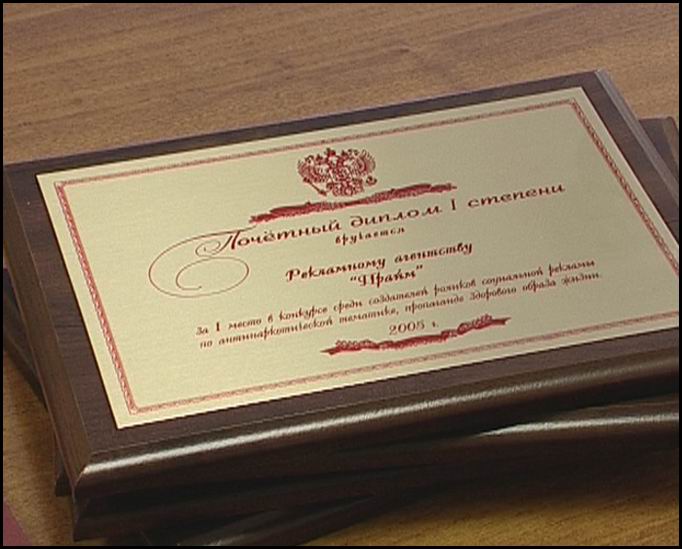 Почётный диплом I степени
вручается
Рекламному агентству
"Прайм"
За I место в конкурсе среди создателей роликов социальной рекламы
по антинаркотической тематике, пропаганде здорового образа жизни.
2005 г.